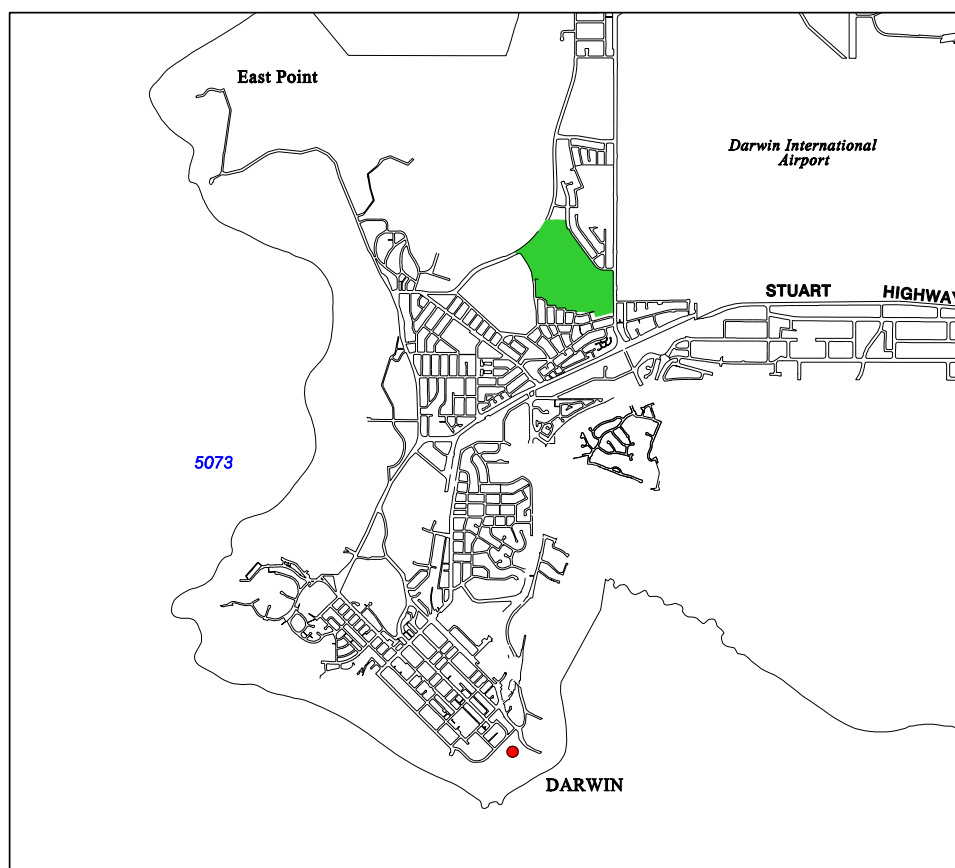 East Point
Darwin International
Airport
STUART HIGHWAY
5073
DARWIN